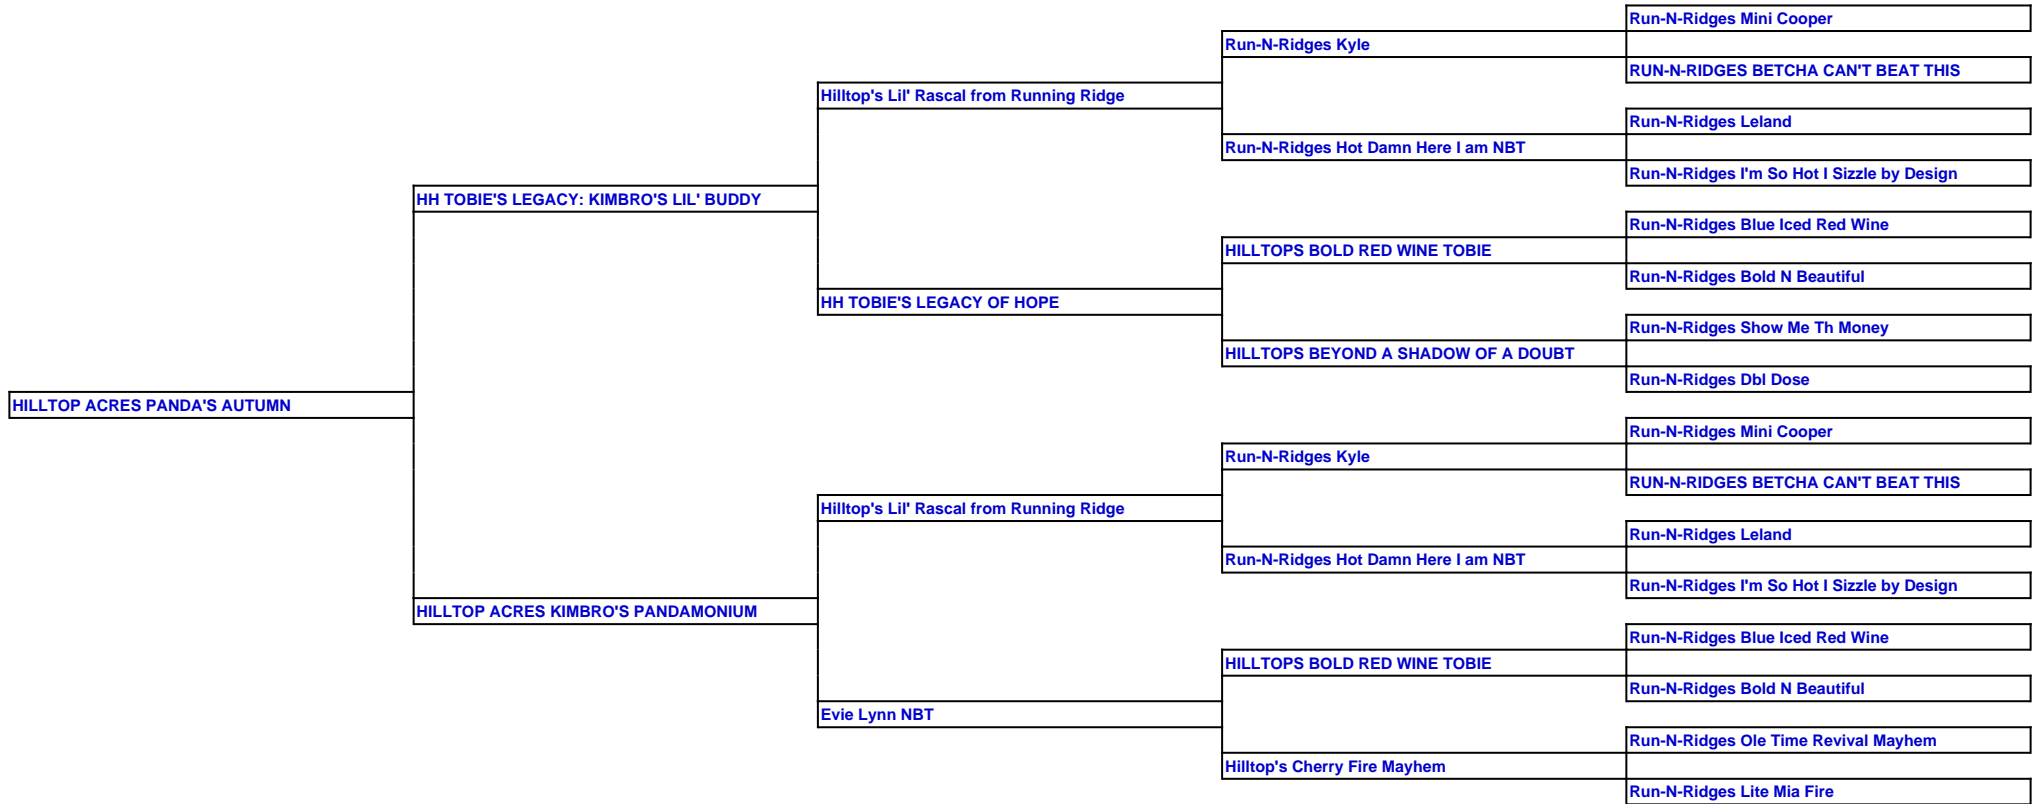 Run-N-Ridges Mini Cooper
Run-N-Ridges Kyle
RUN-N-RIDGES BETCHA CAN'T BEAT THIS
Hilltop's Lil' Rascal from Running Ridge
Run-N-Ridges Leland
Run-N-Ridges Hot Damn Here I am NBT
Run-N-Ridges I'm So Hot I Sizzle by Design
HH TOBIE'S LEGACY: KIMBRO'S LIL' BUDDY
Run-N-Ridges Blue Iced Red Wine
HILLTOPS BOLD RED WINE TOBIE
Run-N-Ridges Bold N Beautiful
HH TOBIE'S LEGACY OF HOPE
Run-N-Ridges Show Me Th Money
HILLTOPS BEYOND A SHADOW OF A DOUBT
Run-N-Ridges Dbl Dose
HILLTOP ACRES PANDA'S AUTUMN
Run-N-Ridges Mini Cooper
Run-N-Ridges Kyle
RUN-N-RIDGES BETCHA CAN'T BEAT THIS
Hilltop's Lil' Rascal from Running Ridge
Run-N-Ridges Leland
Run-N-Ridges Hot Damn Here I am NBT
Run-N-Ridges I'm So Hot I Sizzle by Design
HILLTOP ACRES KIMBRO'S PANDAMONIUM
Run-N-Ridges Blue Iced Red Wine
HILLTOPS BOLD RED WINE TOBIE
Run-N-Ridges Bold N Beautiful
Evie Lynn NBT
Run-N-Ridges Ole Time Revival Mayhem
Hilltop's Cherry Fire Mayhem
Run-N-Ridges Lite Mia Fire